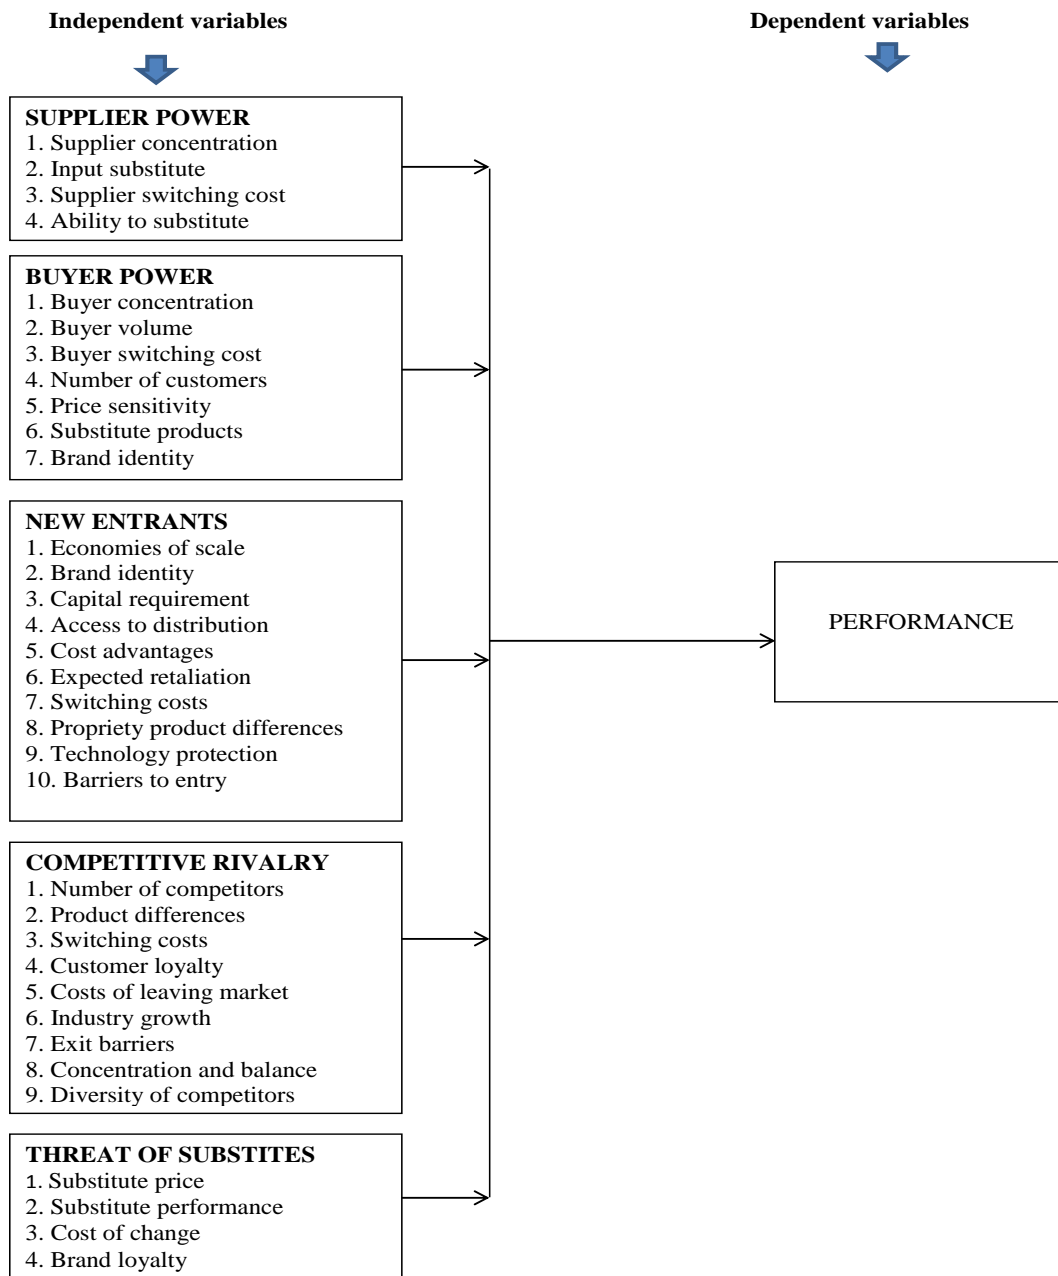 Independent variables
Dependent variables
SUPPLIER POWER
1. Supplier concentration
2. Input substitute
3. Supplier switching cost
4. Ability to substitute
BUYER POWER
1. Buyer concentration
2. Buyer volume
3. Buyer switching cost
4. Number of customers
5. Price sensitivity
6. Substitute products
7. Brand identity
NEW ENTRANTS
1. Economies of scale
2. Brand identity
3. Capital requirement
4. Access to distribution
5. Cost advantages
6. Expected retaliation
7. Switching costs
8. Propriety product differences
9. Technology protection
10. Barriers to entry
PERFORMANCE
COMPETITIVE RIVALRY
1. Number of competitors
2. Product differences
3. Switching costs
4. Customer loyalty
5. Costs of leaving market
6. Industry growth
7. Exit barriers
8. Concentration and balance
9. Diversity of competitors
THREAT OF SUBSTITES
1. Substitute price
2. Substitute performance
3. Cost of change
4. Brand loyalty